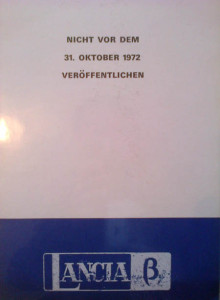 NICHT VOR DEM
31. OKTOBER 1972
VERÖFFENTLICHEN
LANCIA β